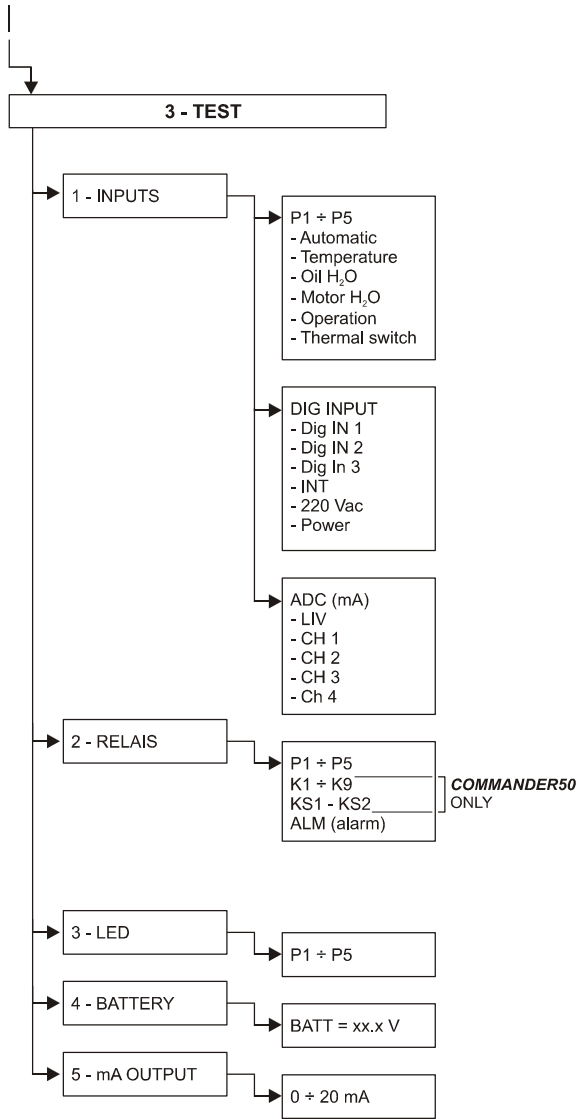 3 - TEST
1 - INPUTS
P1 ÷ P5
- Automatic
- Temperature
- Oil H₂O
- Motor H₂O
- Operation
- Thermal switch
DIG INPUT
- Dig IN 1
- Dig IN 2
- Dig In 3
- INT
- 220 Vac
- Power
ADC (mA)
- LIV
- CH 1
- CH 2
- CH 3
- Ch 4
2 - RELAIS
P1 ÷ P5
K1 ÷ K9
KS1 - KS2
ALM (alarm)
COMMANDER50
ONLY
3 - LED
P1 ÷ P5
4 - BATTERY
BATT = xx.x V
5 - mA OUTPUT
0 ÷ 20 mA